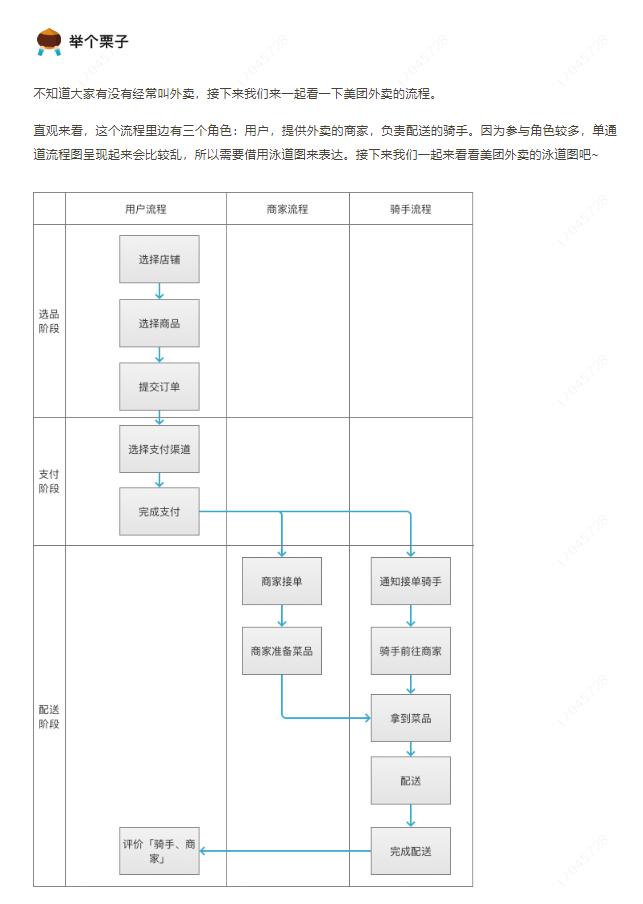 举个栗子
不知道大家有没有经常叫外卖，接下来我们来一起看一下美团外卖的流程。
直观来看，这个流程里边有三个角色：用户，提供外卖的商家，负责配送的骑手。因为参与角色较多，单通
道流程图呈现起来会比较乱，所以需要借用泳道图来表达。接下来我们一起来看看美团外卖的泳道图吧~
用户流程
商家流程
骑手流程
选品
阶段
选择店铺
选择商品
提交订单
支付
阶段
选择支付渠道
完成支付
配送
阶段
商家接单
通知接单骑手
商家准备菜品
骑手前往商家
拿到菜品
配送
评价「骑手、商
家」
完成配送
17045738
17045738
17045738
17045738
17045738
17045738
17045738
17045738